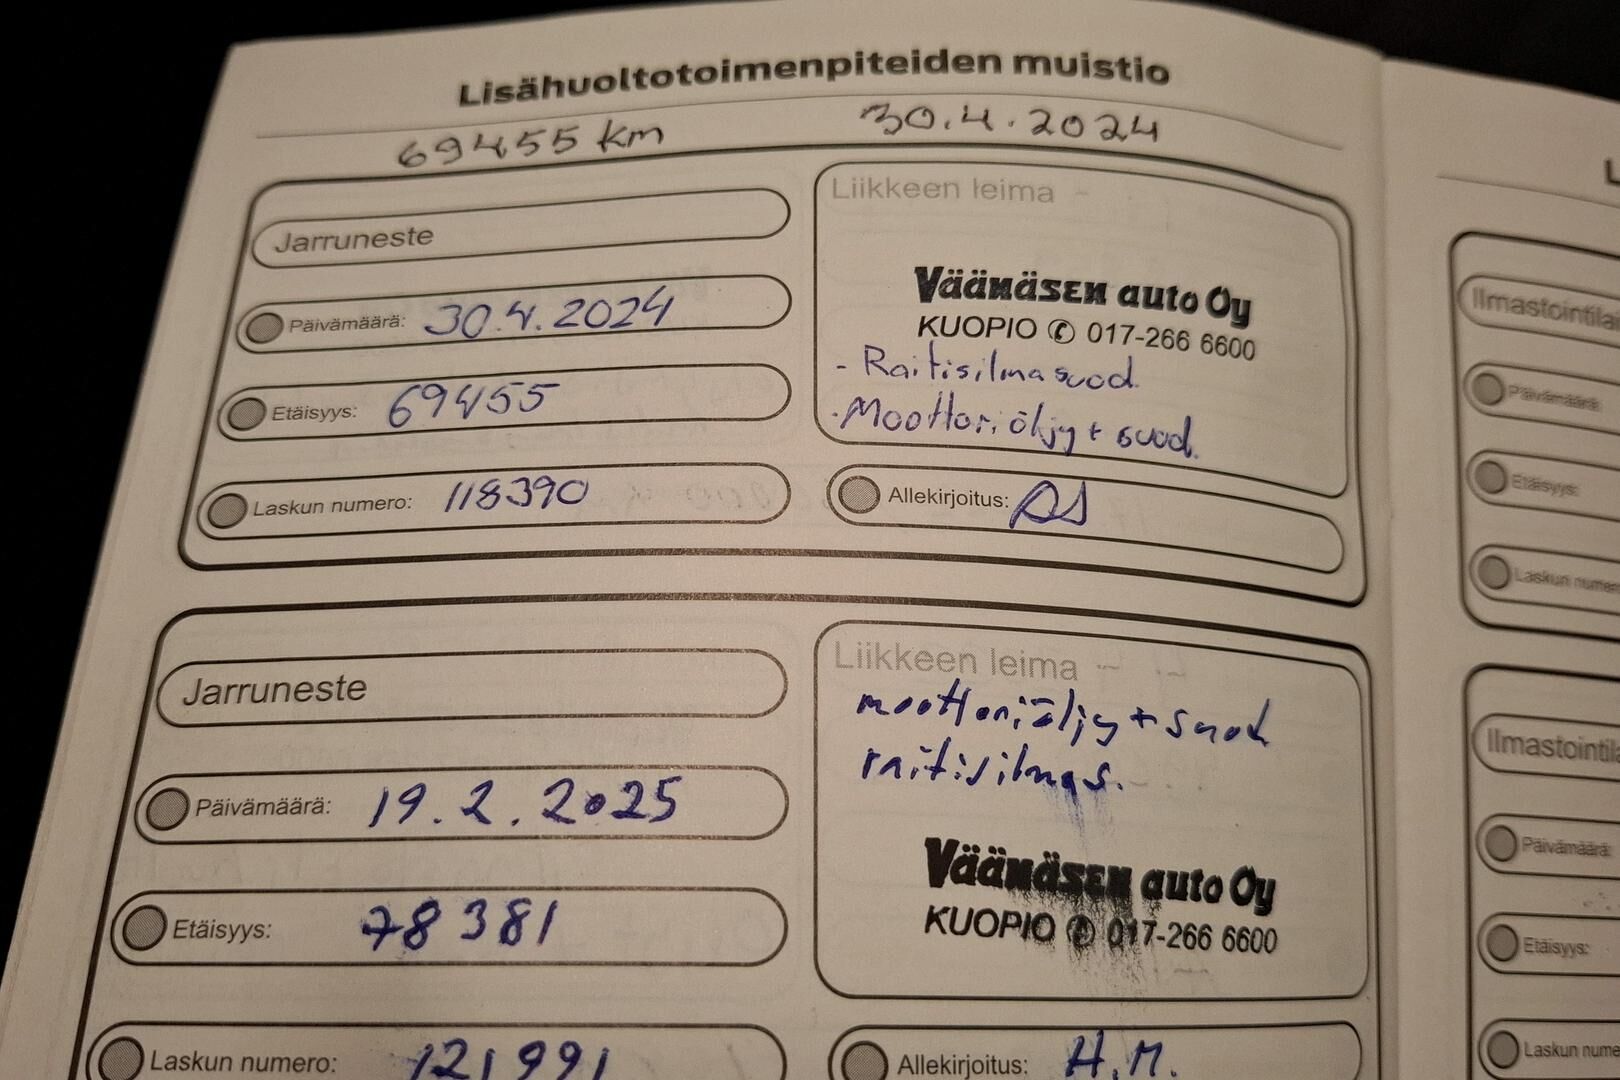 Lisähuoltotoimenpiteiden muistio
69455 km 30.4.2024
Jarruneste
Päivämäärä: 30.4.2024
Etäisyys: 69455
Laskun numero: 118390
Liikkeen leima
Väänäsen auto Oy
KUOPIO ✆ 017-266 6600
- Raitisilmasuod.
- Moottoriöljy + suod.
Allekirjoitus:
Jarruneste
Päivämäärä: 19.2.2025
Etäisyys: 78381
Laskun numero: 121991
Liikkeen leima
moottoriöljy + suod
raitisilmas.
Väänäsen auto Oy
KUOPIO ✆ 017-266 6600
Allekirjoitus: H.M.
L
Ilmastointila
Päivämäärä:
Etäisyys:
Laskun nume
Ilmastointila
Päivämäärä:
Etäisyys:
Laskun nume